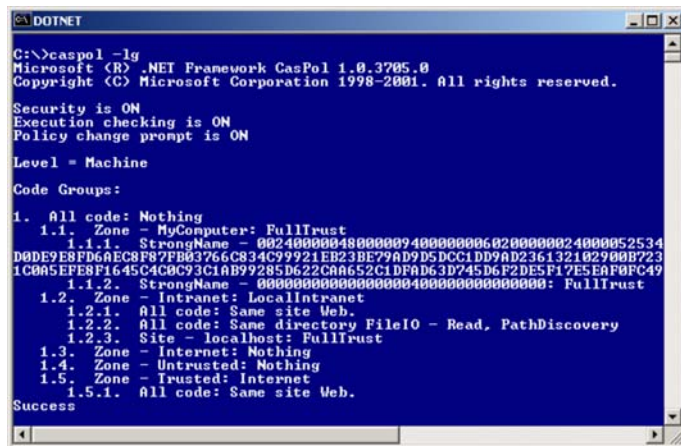 DOTNET
C:\>caspol -lg
Microsoft (R) .NET Framework CasPol 1.0.3705.0
Copyright (C) Microsoft Corporation 1998-2001. All rights reserved.
Security is ON
Execution checking is ON
Policy change prompt is ON
Level = Machine
Code Groups:
1.  All code: Nothing
1.1.  Zone - MyComputer: FullTrust
1.1.1.  StrongName - 002400000480000094000000060200000024000052534
D0DE9E8FD6AEC8F87FB03766C834C99921EB23BE79AD9D5DCC1DD9AD236132102900B723
1C0A5EFE8F1645C4C0C93C1AB99285D622CAA652C1DFAD63D745D6F2DE5F17E5EAF0FC49
1.1.2.  StrongName - 00000000000000000400000000000000: FullTrust
1.2.  Zone - Intranet: LocalIntranet
1.2.1.  All code: Same site Web.
1.2.2.  All code: Same directory FileIO - Read, PathDiscovery
1.2.3.  Site - localhost: FullTrust
1.3.  Zone - Internet: Nothing
1.4.  Zone - Untrusted: Nothing
1.5.  Zone - Trusted: Internet
1.5.1.  All code: Same site Web.
Success